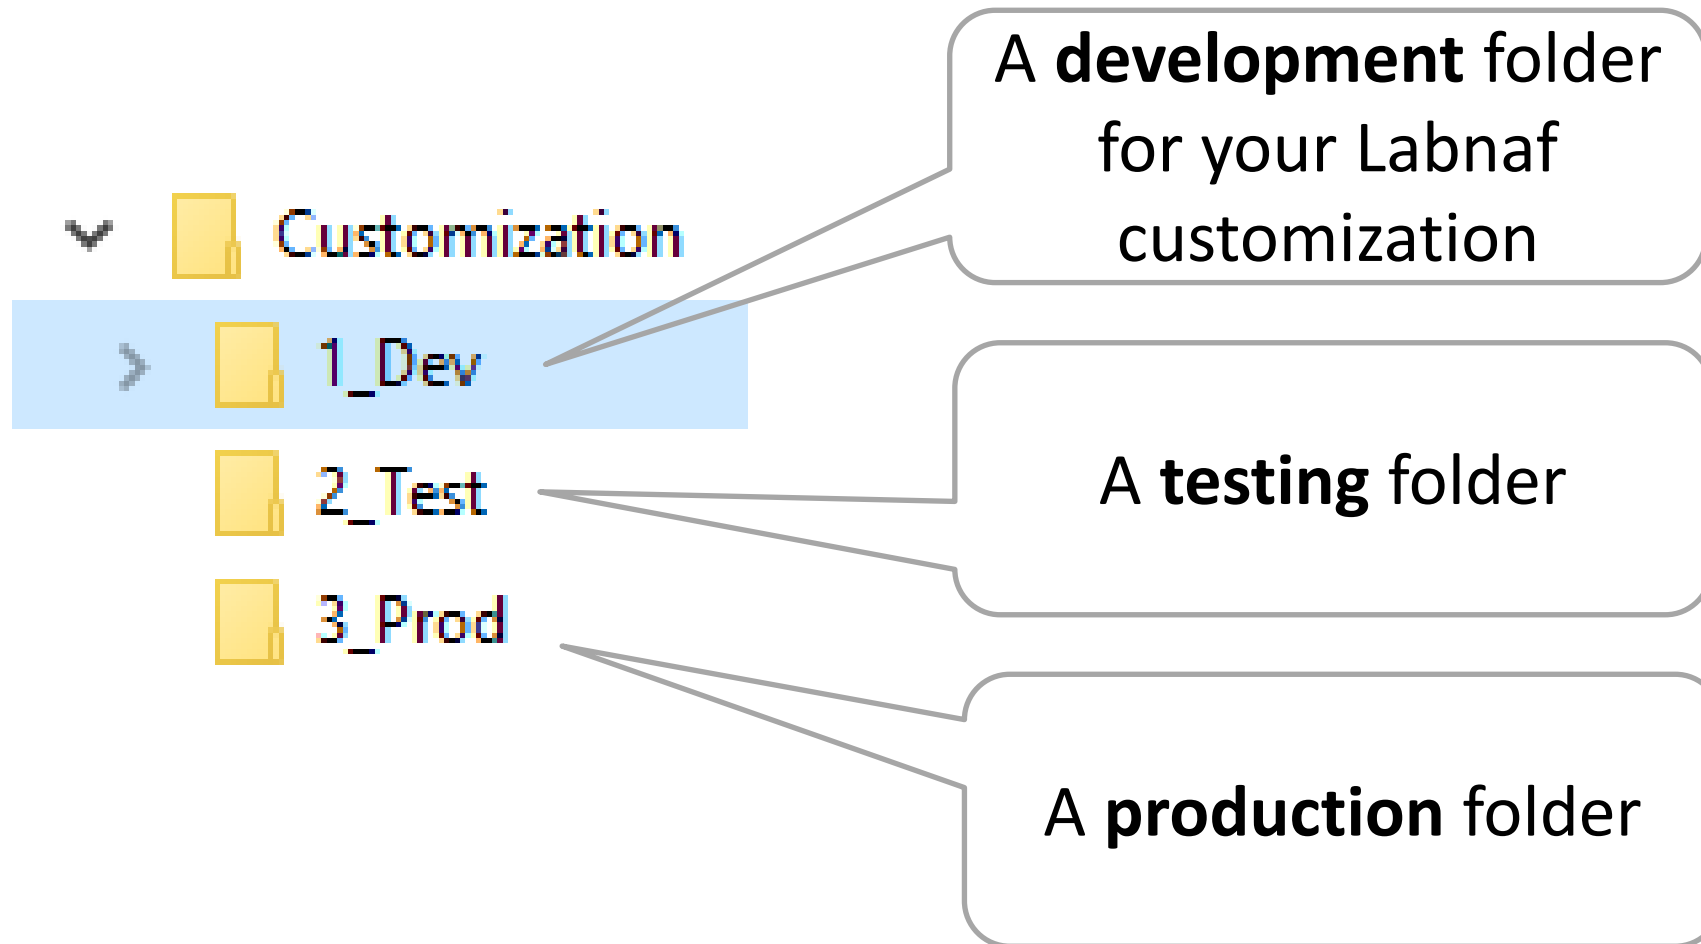 Customization
1_Dev
2_Test
3_Prod
A development folder
for your Labnaf
customization
A testing folder
A production folder